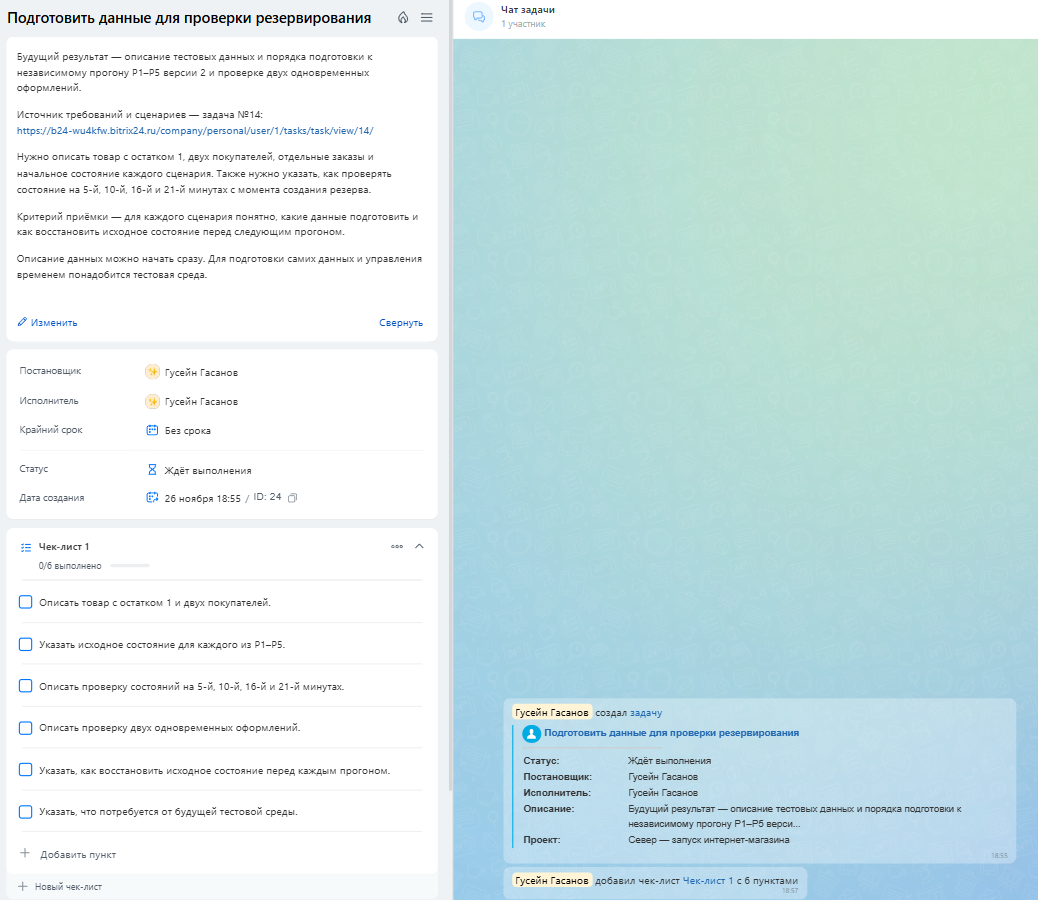 Подготовить данные для проверки резервирования
Будущий результат — описание тестовых данных и порядка подготовки к
независимому прогону P1–P5 версии 2 и проверке двух одновременных
оформлений.
Источник требований и сценариев — задача №14:
https://b24-wu4kfw.bitrix24.ru/company/personal/user/1/tasks/task/view/14/
Нужно описать товар с остатком 1, двух покупателей, отдельные заказы и
начальное состояние каждого сценария. Также нужно указать, как проверять
состояние на 5-й, 10-й, 16-й и 21-й минутах с момента создания резерва.
Критерий приёмки — для каждого сценария понятно, какие данные подготовить и
как восстановить исходное состояние перед следующим прогоном.
Описание данных можно начать сразу. Для подготовки самих данных и управления
временем понадобится тестовая среда.
Изменить
Свернуть
Постановщик
Гусейн Гасанов
Исполнитель
Гусейн Гасанов
Крайний срок
Без срока
Статус
Ждёт выполнения
Дата создания
26 ноября 18:55 / ID: 24
Чек-лист 1
0/6 выполнено
Описать товар с остатком 1 и двух покупателей.
Указать исходное состояние для каждого из P1–P5.
Описать проверку состояний на 5-й, 10-й, 16-й и 21-й минутах.
Описать проверку двух одновременных оформлений.
Указать, как восстановить исходное состояние перед каждым прогоном.
Указать, что потребуется от будущей тестовой среды.
Добавить пункт
Новый чек-лист
Чат задачи
1 участник
Гусейн Гасанов создал задачу
Подготовить данные для проверки резервирования
Статус: Ждёт выполнения
Постановщик: Гусейн Гасанов
Исполнитель: Гусейн Гасанов
Описание: Будущий результат — описание тестовых данных и порядка подготовки к
независимому прогону P1–P5 верси...
Проект: Север — запуск интернет-магазина
18:55
Гусейн Гасанов добавил чек-лист Чек-лист 1 с 6 пунктами
18:57